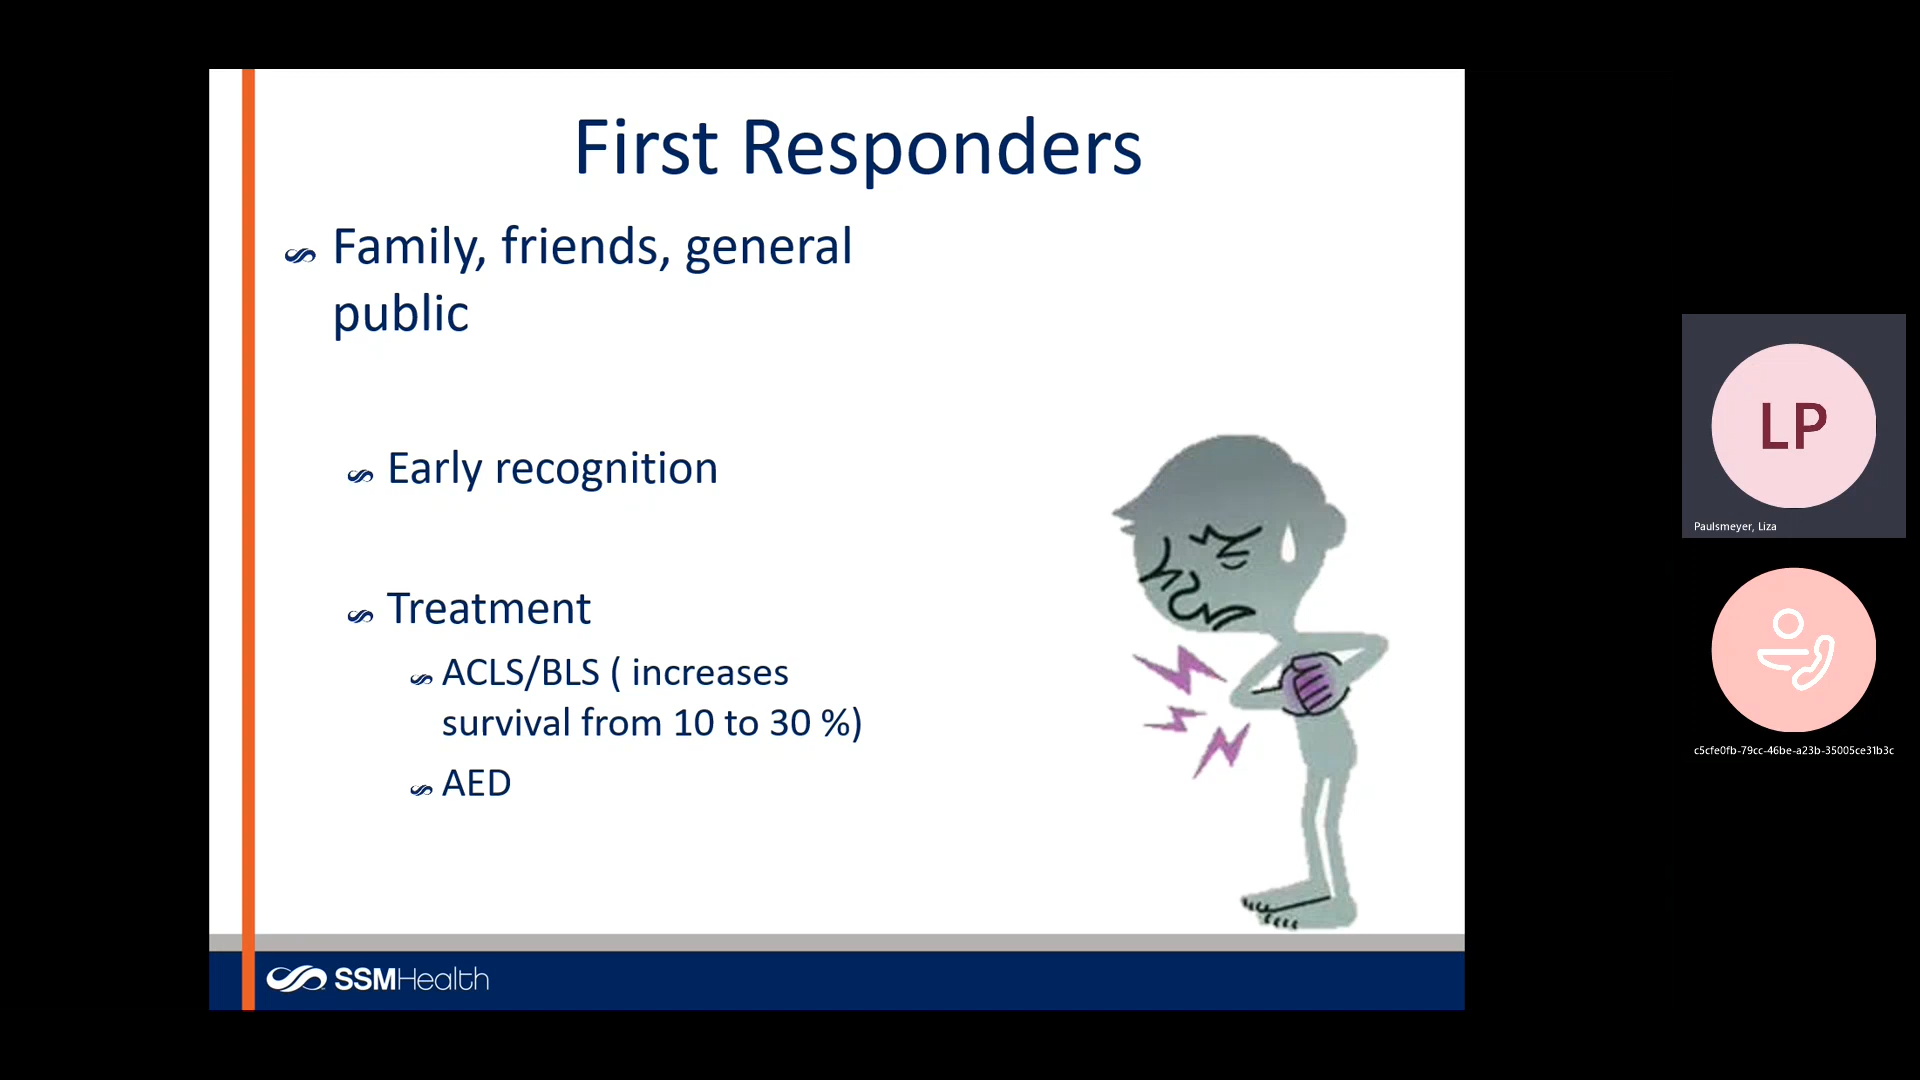 First Responders
Family, friends, general
public
Early recognition
Treatment
ACLS/BLS ( increases
survival from 10 to 30 %)
AED
SSMHealth
LP
Paulsmeyer, Liza
c5cfe0fb-79cc-46be-a23b-35005ce31b3c